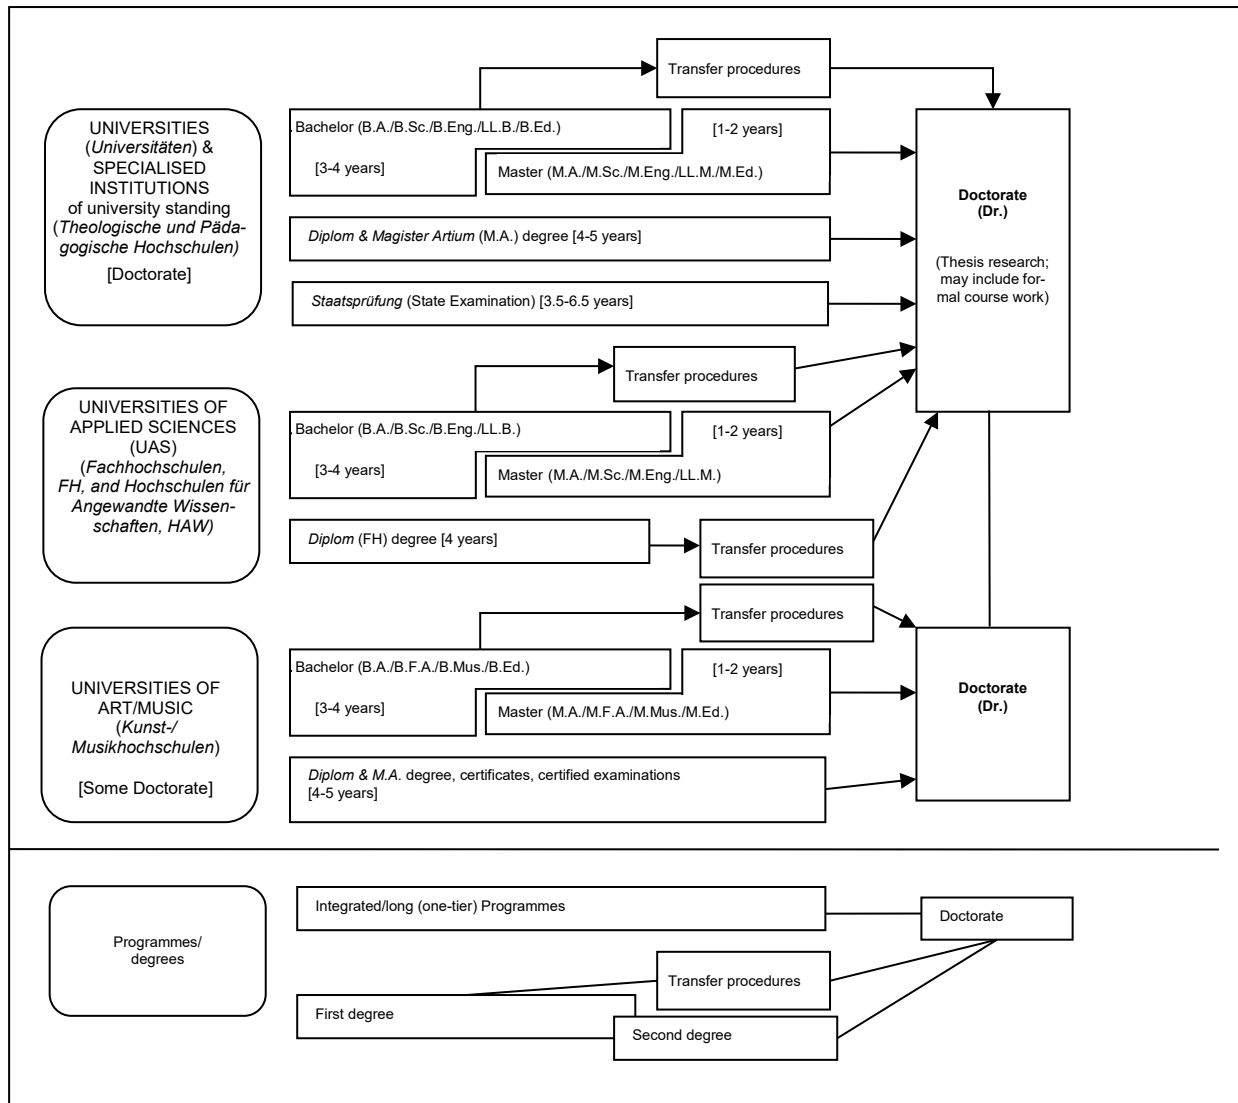 Transfer procedures
UNIVERSITIES
(Universitäten) &
SPECIALISED
INSTITUTIONS
of university standing
(Theologische und Päda-
gogische Hochschulen)
[Doctorate]
. Bachelor (B.A./B.Sc./B.Eng./LL.B./B.Ed.)
[3-4 years]
[1-2 years]
Master (M.A./M.Sc./M.Eng./LL.M./M.Ed.)
Diplom & Magister Artium (M.A.) degree [4-5 years]
Staatsprüfung (State Examination) [3.5-6.5 years]
Doctorate
(Dr.)
(Thesis research;
may include for-
mal course work)
Transfer procedures
UNIVERSITIES OF
APPLIED SCIENCES
(UAS)
(Fachhochschulen,
FH, and Hochschulen für
Angewandte Wissen-
schaften, HAW)
. Bachelor (B.A./B.Sc./B.Eng./LL.B.)
[3-4 years]
[1-2 years]
Master (M.A./M.Sc./M.Eng./LL.M.)
Diplom (FH) degree [4 years]
Transfer procedures
Transfer procedures
UNIVERSITIES OF
ART/MUSIC
(Kunst-/
Musikhochschulen)
[Some Doctorate]
. Bachelor (B.A./B.F.A./B.Mus./B.Ed.)
[3-4 years]
[1-2 years]
Master (M.A./M.F.A./M.Mus./M.Ed.)
Diplom & M.A. degree, certificates, certified examinations
[4-5 years]
Doctorate
(Dr.)
Programmes/
degrees
Integrated/long (one-tier) Programmes
Doctorate
Transfer procedures
First degree
Second degree